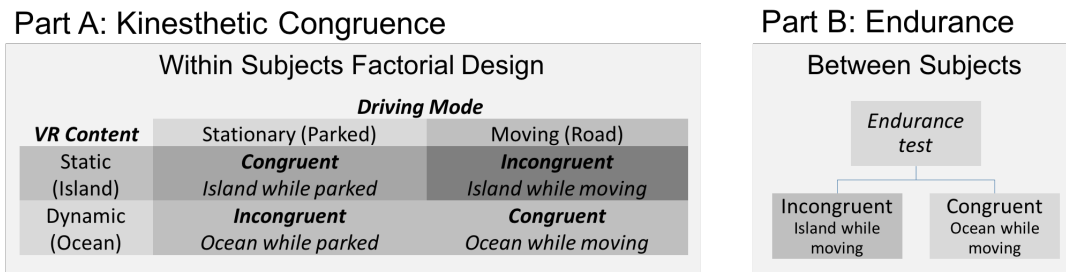 Part A: Kinesthetic Congruence
Within Subjects Factorial Design
Driving Mode
VR Content Stationary (Parked) Moving (Road)
Static Congruent Incongruent
(Island) Island while parked Island while moving
Dynamic Incongruent Congruent
(Ocean) Ocean while parked Ocean while moving
Part B: Endurance
Between Subjects
Endurance
test
Incongruent Congruent
Island while Ocean while
moving moving